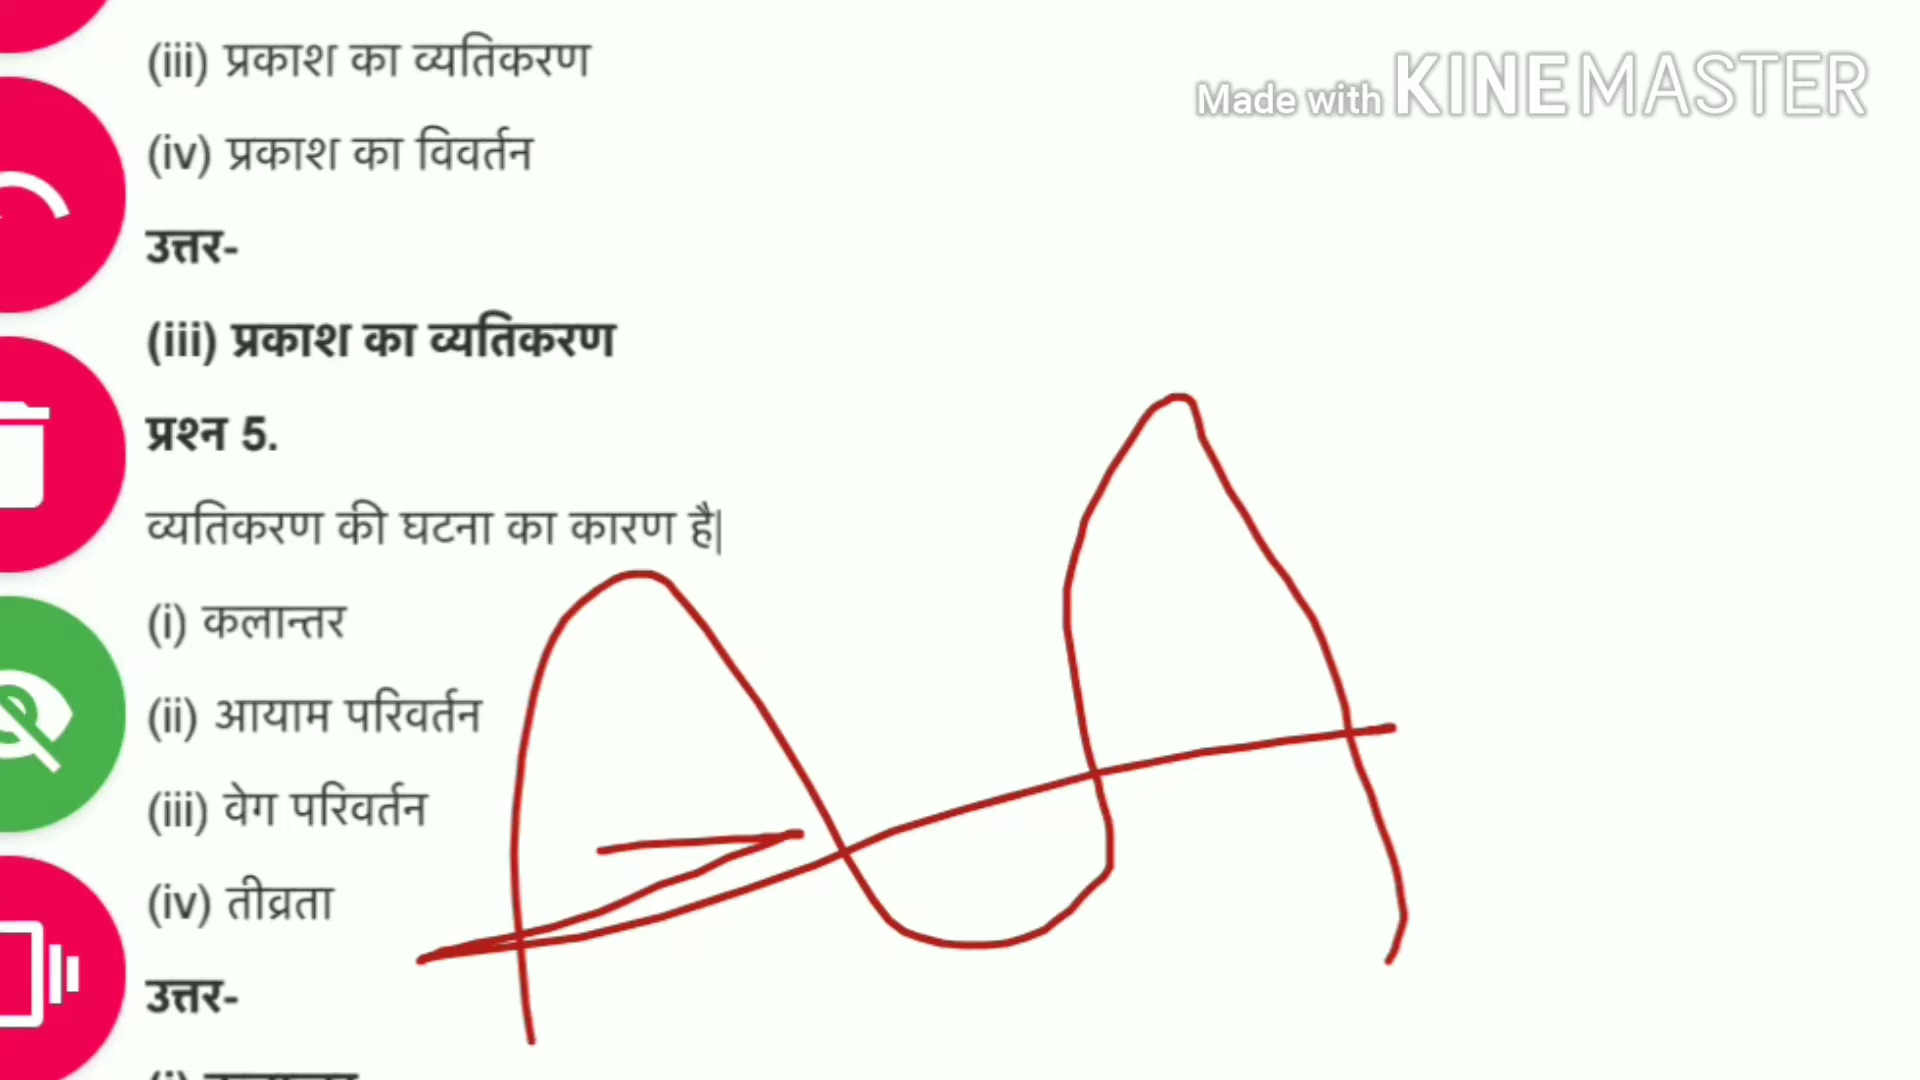 (iii) प्रकाश का व्यतिकरण
Made with KINEMASTER
(iv) प्रकाश का विवर्तन
उत्तर-
(iii) प्रकाश का व्यतिकरण
प्रश्न 5.
व्यतिकरण की घटना का कारण है|
(i) कलान्तर
(ii) आयाम परिवर्तन
(iii) वेग परिवर्तन
(iv) तीव्रता
उत्तर-